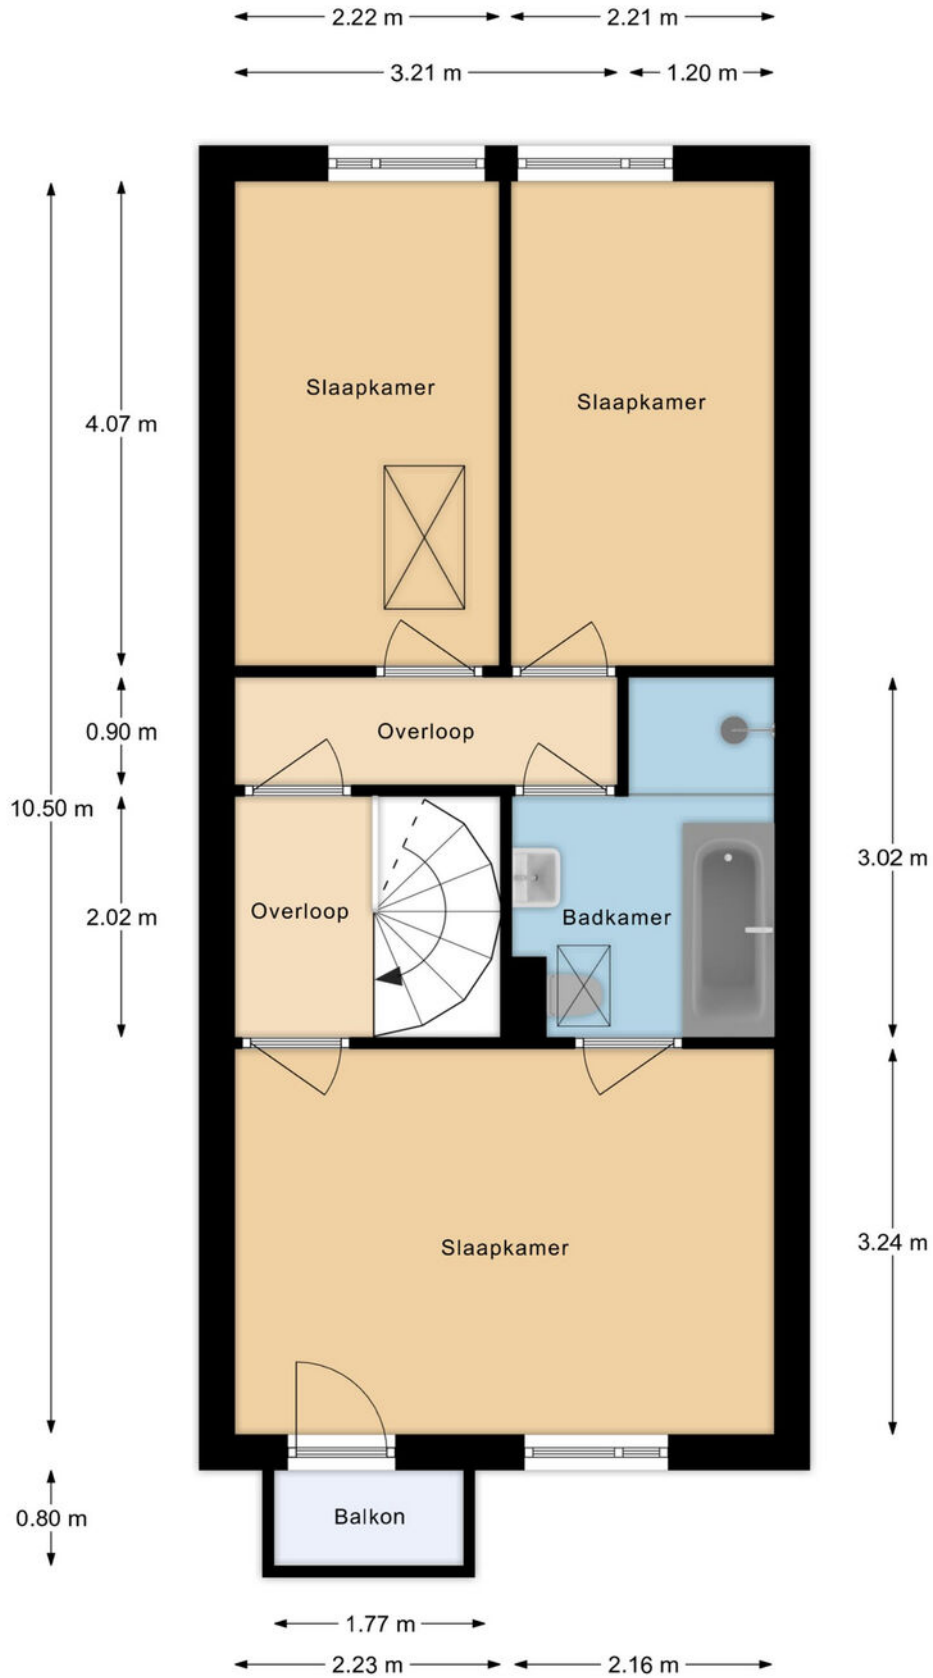 2.22 m
2.21 m
3.21 m
1.20 m
Slaapkamer
Slaapkamer
4.07 m
Overloop
0.90 m
10.50 m
3.02 m
Overloop
Badkamer
2.02 m
Slaapkamer
3.24 m
Balkon
0.80 m
1.77 m
2.23 m
2.16 m